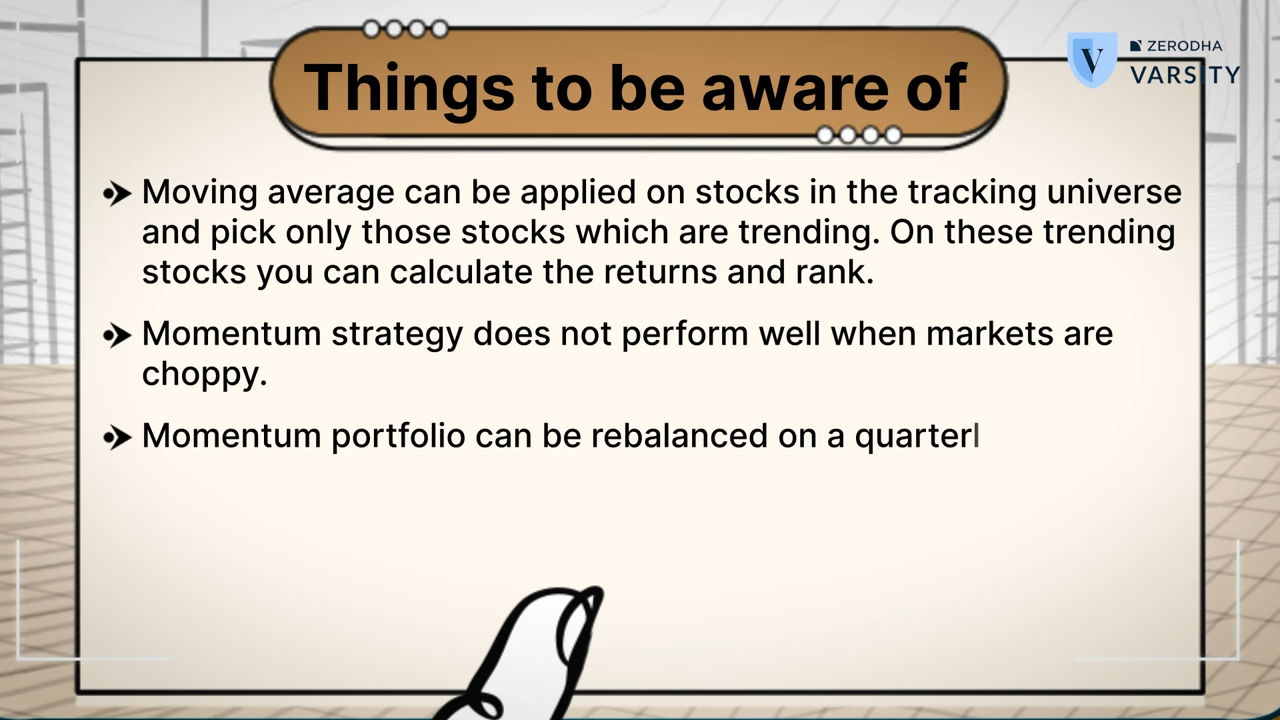 Things to be aware of
ZERODHA
VARSITY
Moving average can be applied on stocks in the tracking universe
and pick only those stocks which are trending. On these trending
stocks you can calculate the returns and rank.
Momentum strategy does not perform well when markets are
choppy.
Momentum portfolio can be rebalanced on a quarterl